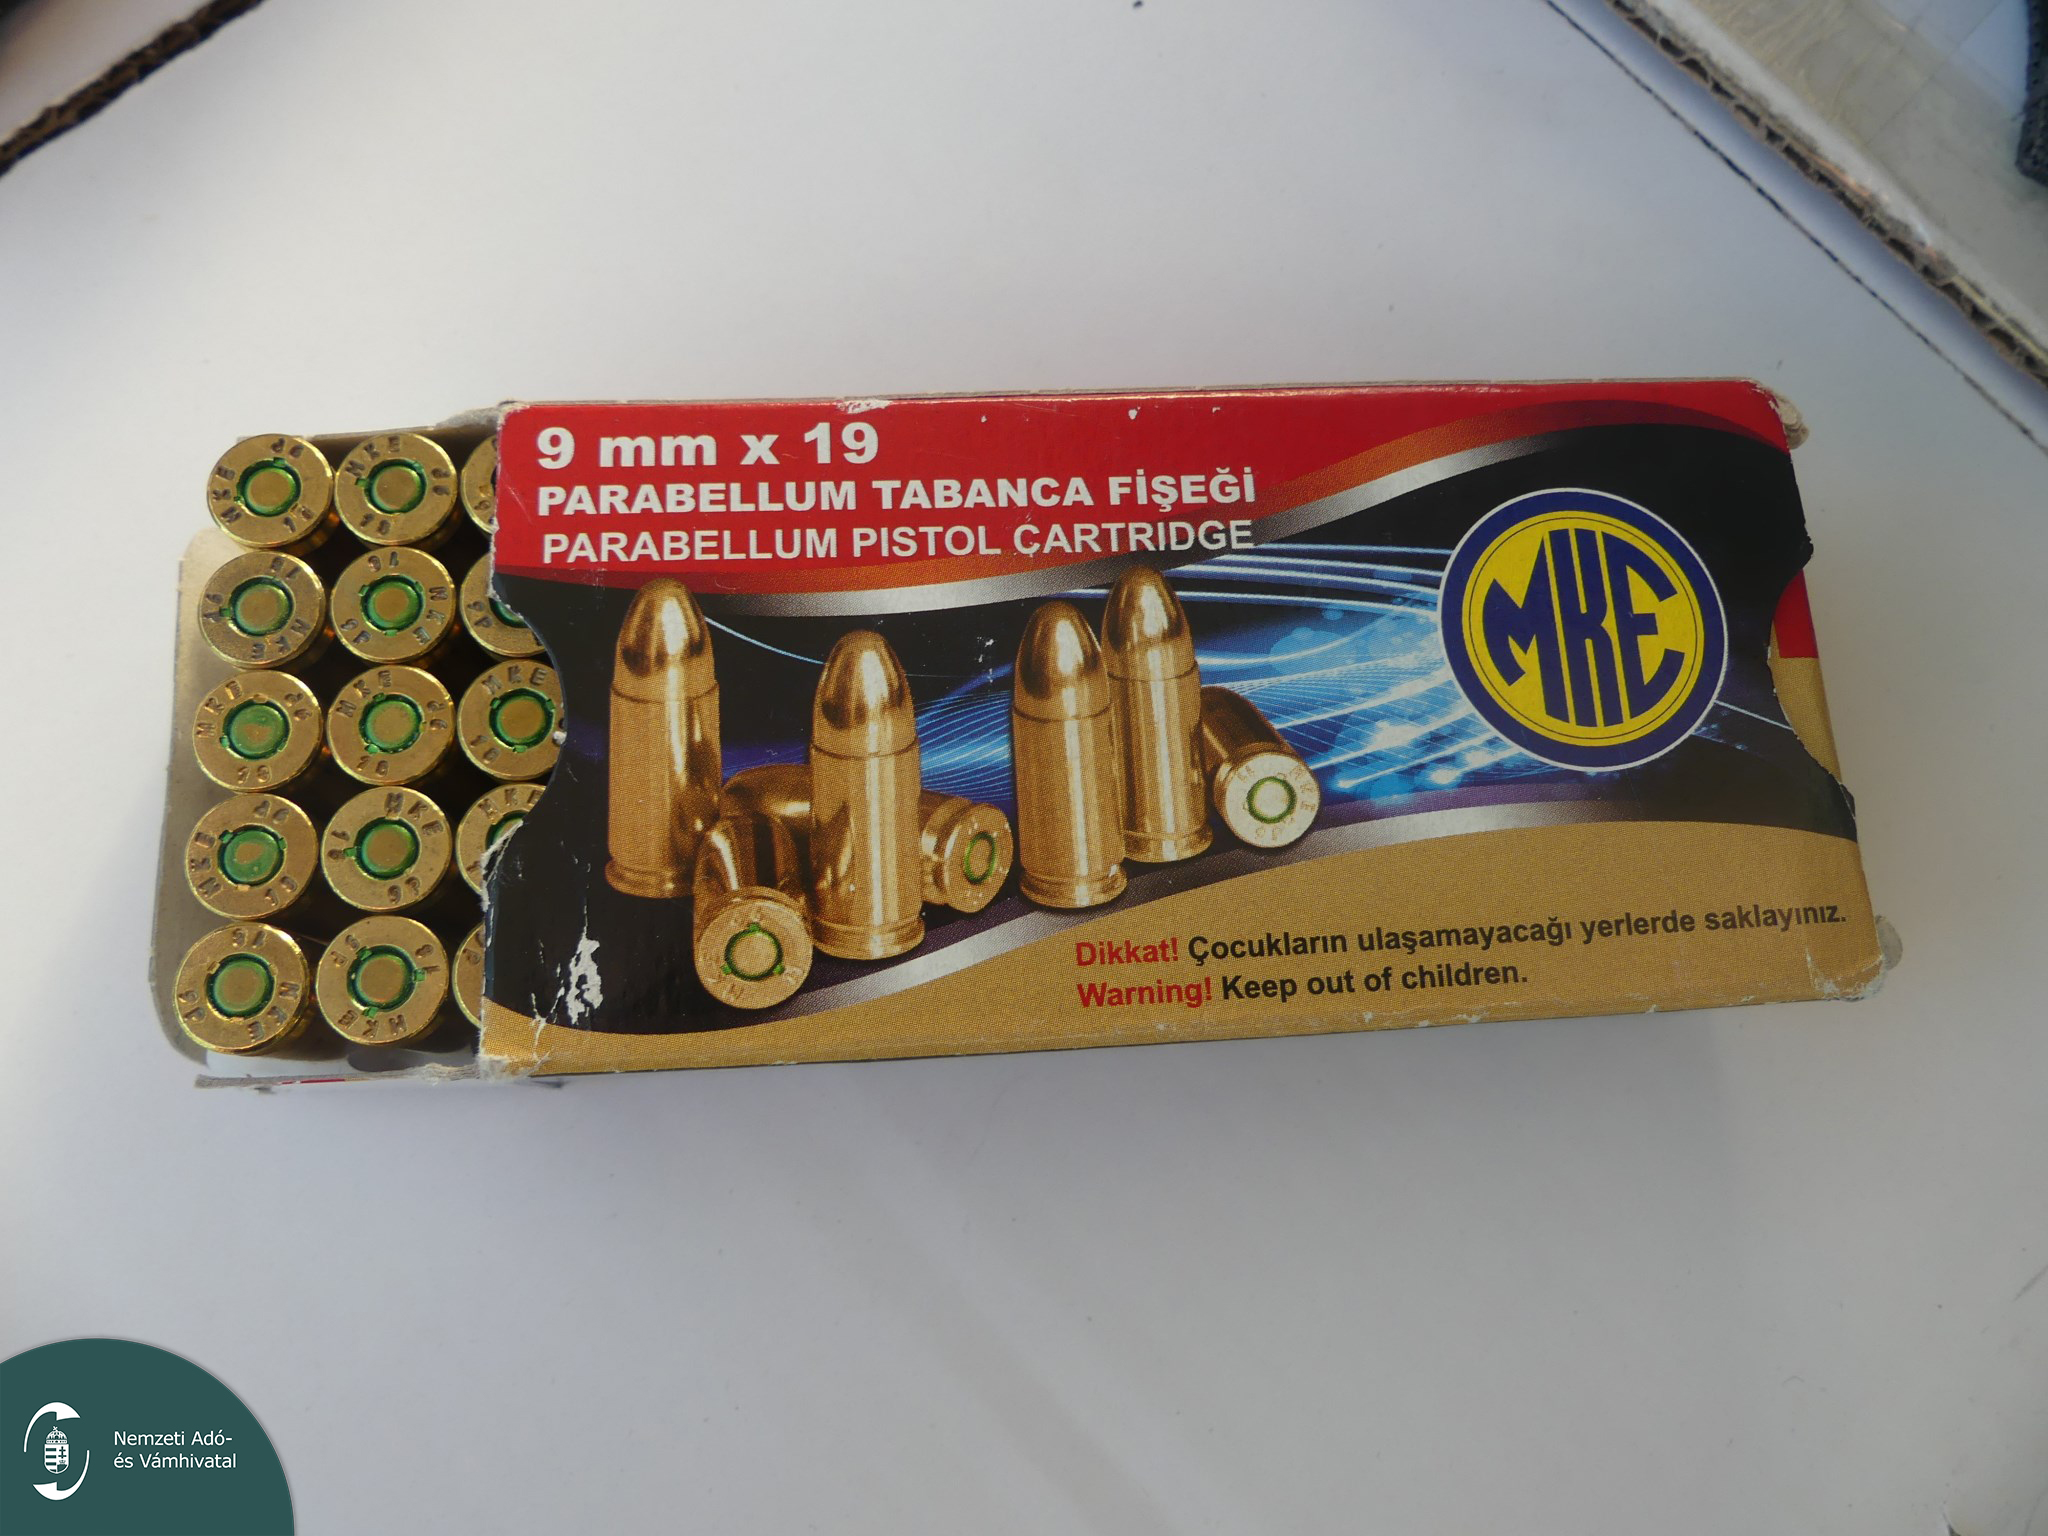 9 mm x 19
PARABELLUM TABANCA FİŞEĞİ
PARABELLUM PISTOL CARTRIDGE
MKE
Dikkat! Çocukların ulaşamayacağı yerlerde saklayınız.
Warning! Keep out of children.
Nemzeti Adó-
és Vámhivatal